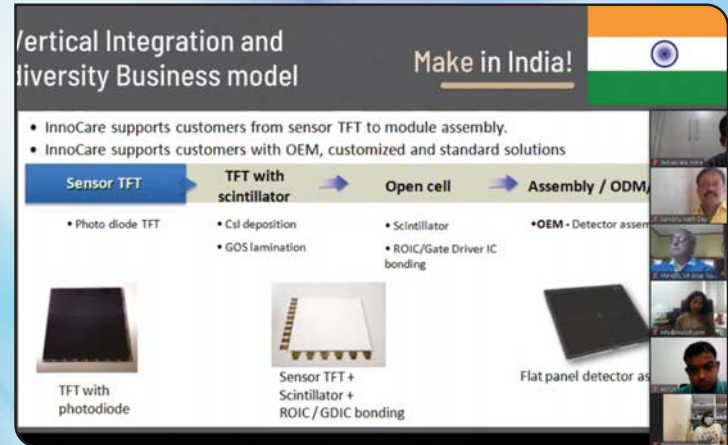 Vertical Integration and
diversity Business model
Make in India!
• InnoCare supports customers from sensor TFT to module assembly.
• InnoCare supports customers with OEM, customized and standard solutions
Sensor TFT
TFT with
scintillator
Open cell
Assembly / ODM/
• Photo diode TFT
• CsI deposition
• GOS lamination
• Scintillator
• ROIC/Gate Driver IC
bonding
•OEM - Detector assem
TFT with
photodiode
Sensor TFT +
Scintillator +
ROIC / GDIC bonding
Flat panel detector as